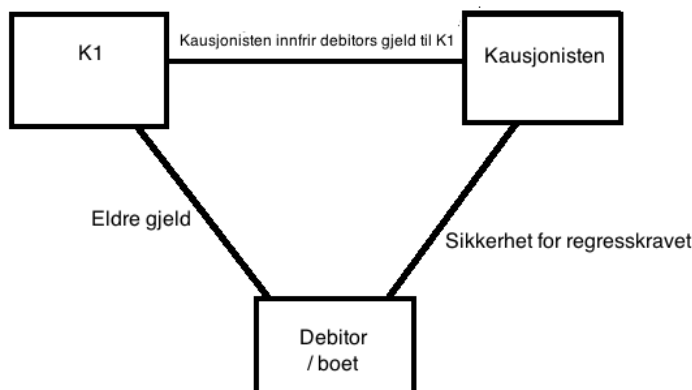 K1
Kausjonisten innfrir debitors gjeld til K1
Kausjonisten
Eldre gjeld
Sikkerhet for regresskravet
Debitor
/ boet